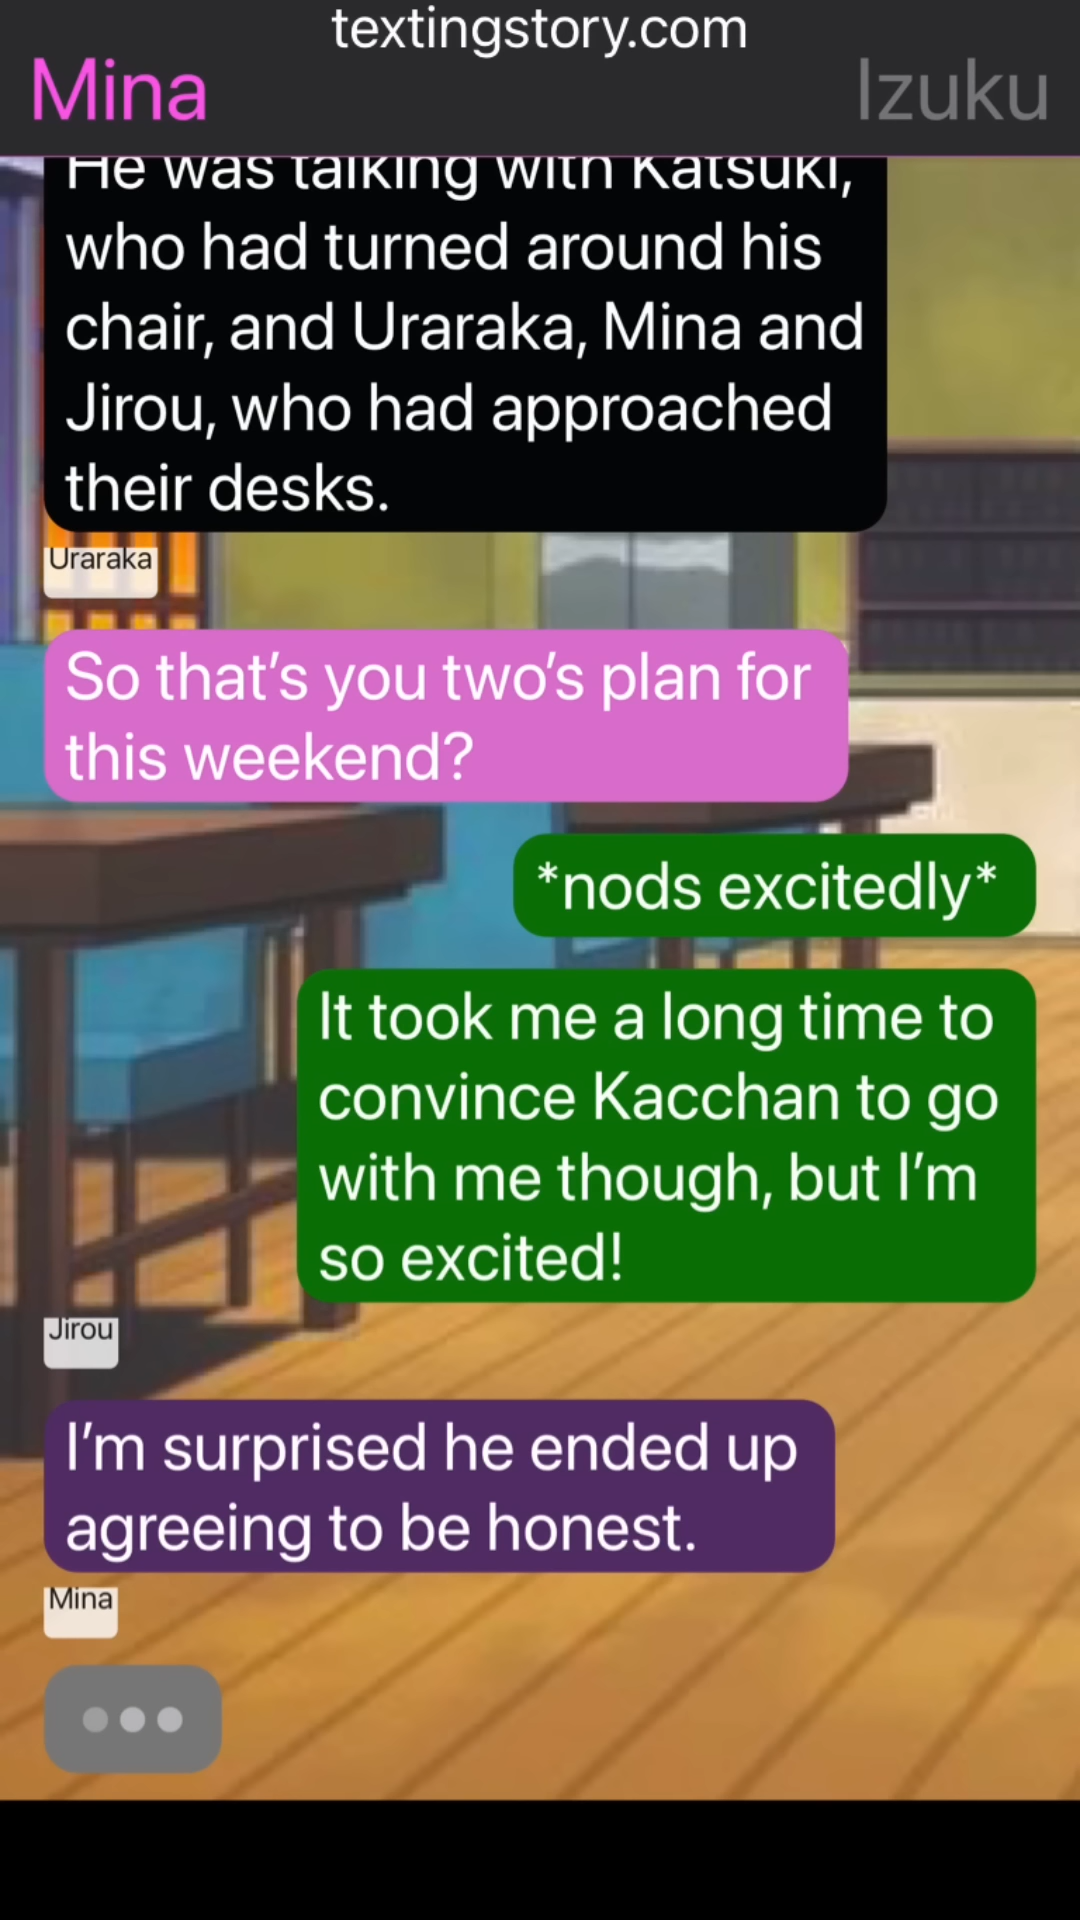 textingstory.com
Mina
Izuku
He was talking with Katsuki,
who had turned around his
chair, and Uraraka, Mina and
Jirou, who had approached
their desks.
Uraraka
So that’s you two’s plan for
this weekend?
*nods excitedly*
It took me a long time to
convince Kacchan to go
with me though, but I’m
so excited!
Jirou
I’m surprised he ended up
agreeing to be honest.
Mina